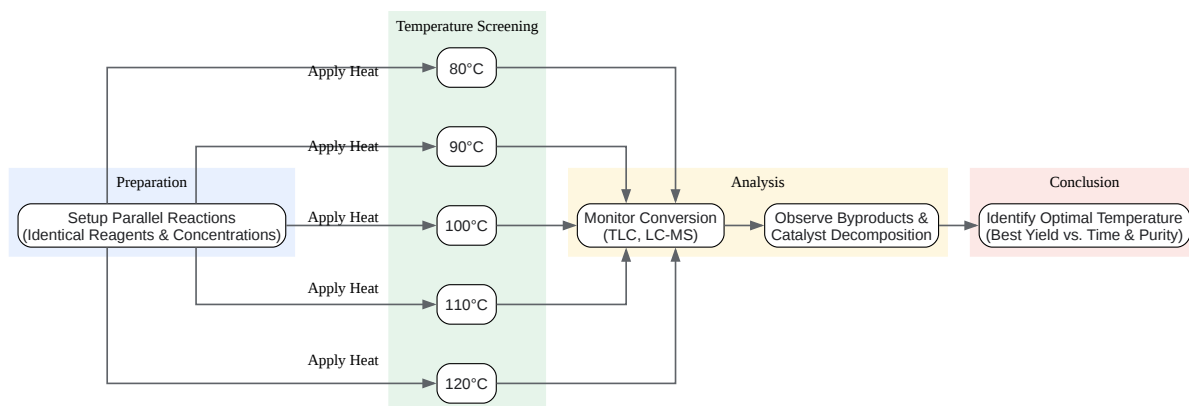 Temperature Screening
Apply Heat
80°C
Apply Heat
90°C
Preparation
Setup Parallel Reactions
(Identical Reagents & Concentrations)
Apply Heat
100°C
Analysis
Monitor Conversion
(TLC, LC-MS)
Observe Byproducts &
Catalyst Decomposition
Conclusion
Identify Optimal Temperature
(Best Yield vs. Time & Purity)
Apply Heat
110°C
Apply Heat
120°C